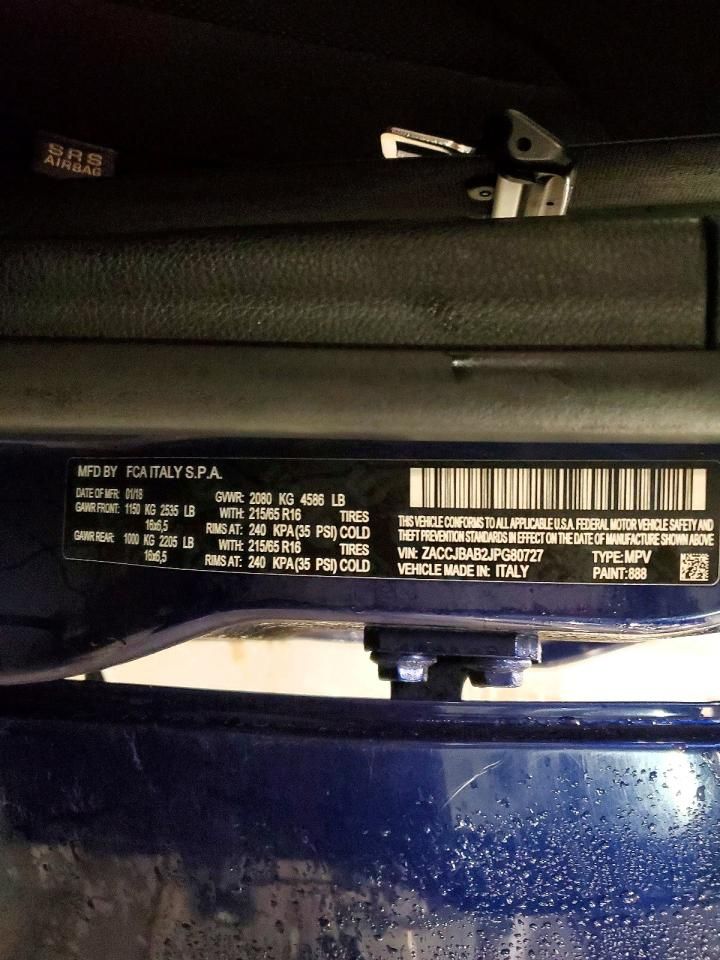 SRS
AIRBAG
MFD BY FCA ITALY S.P.A.
DATE OF MFR: 01/18 GVWR: 2080 KG 4586 LB
GAWR FRONT: 1150 KG 2535 LB WITH: 215/65 R16 TIRES
16x6,5 RIMS AT: 240 KPA(35 PSI) COLD
GAWR REAR: 1000 KG 2205 LB WITH: 215/65 R16 TIRES
16x6,5 RIMS AT: 240 KPA(35 PSI) COLD
THIS VEHICLE CONFORMS TO ALL APPLICABLE U.S.A. FEDERAL MOTOR VEHICLE SAFETY AND
THEFT PREVENTION STANDARDS IN EFFECT ON THE DATE OF MANUFACTURE SHOWN ABOVE
VIN: ZACCJBAB2JPG80727 TYPE: MPV
VEHICLE MADE IN: ITALY PAINT: 888